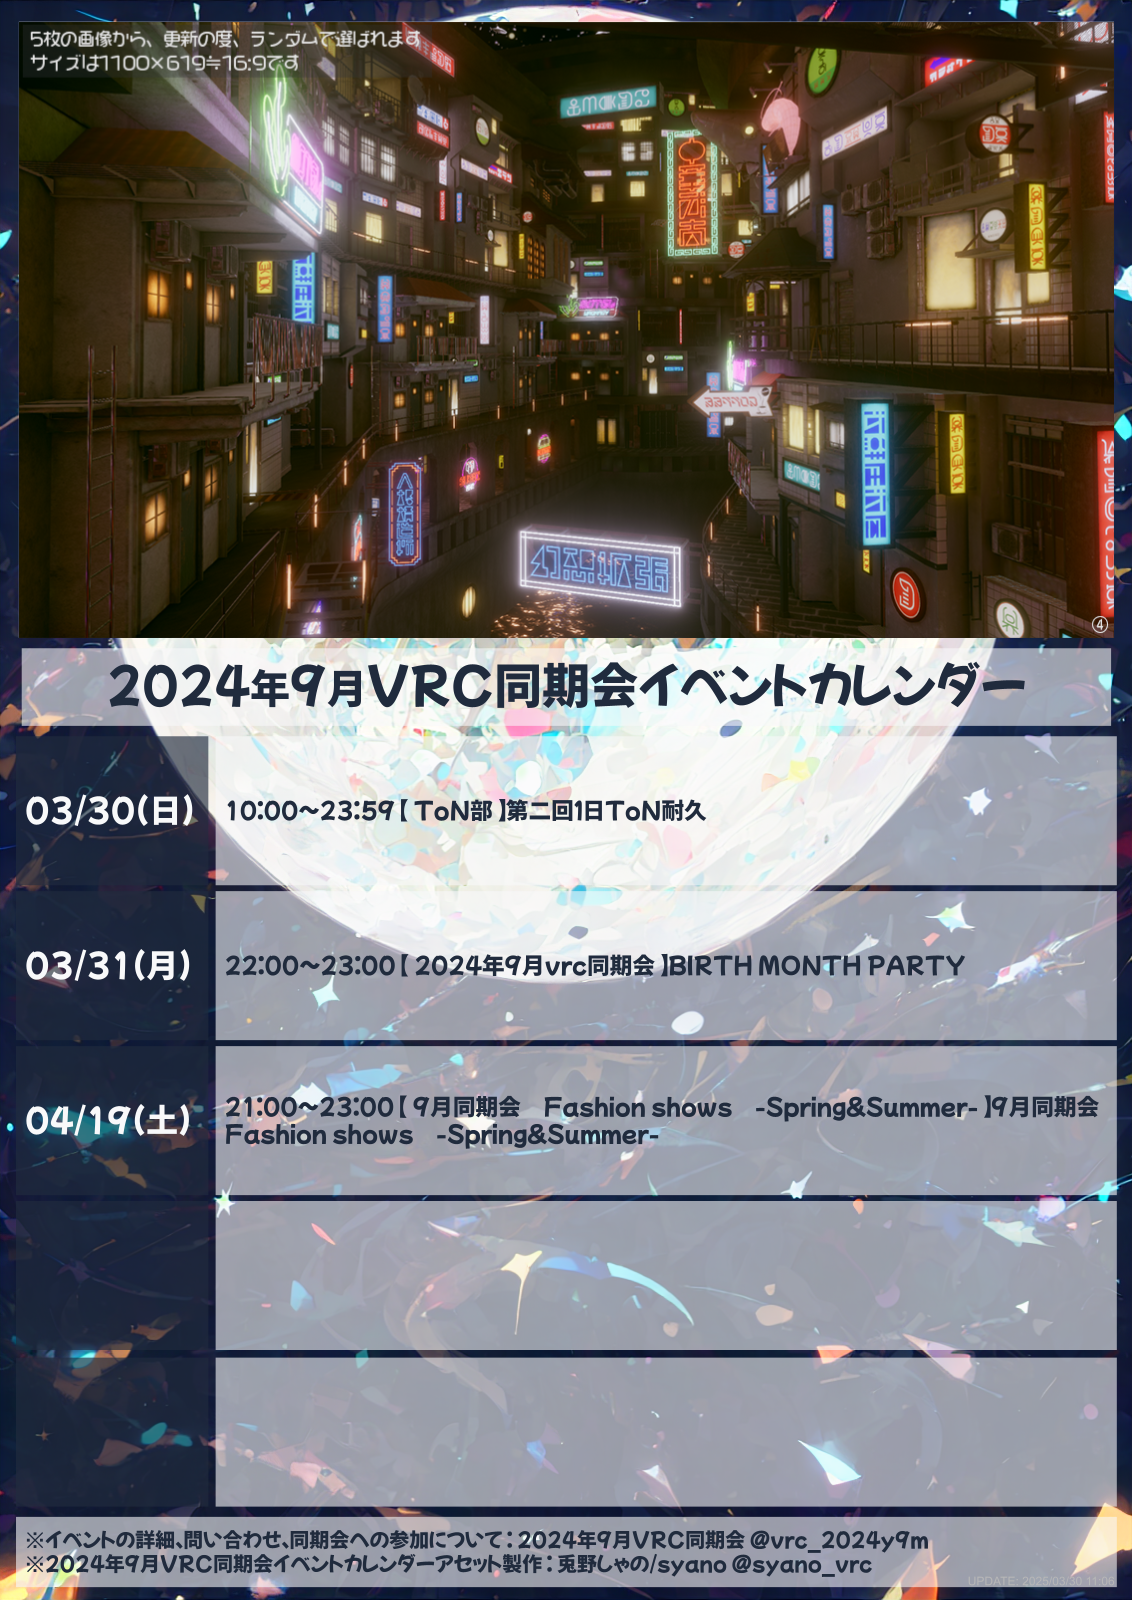 5枚の画像から、更新の度、ランダムで選ばれます
サイズは1100×619≒16:9です
④
2024年9月VRC同期会イベントカレンダー
03/30(日)
10:00～23:59【 ToN部 】第二回1日ToN耐久
03/31(月)
22:00～23:00【 2024年9月vrc同期会 】BIRTH MONTH PARTY
04/19(土)
21:00～23:00【 9月同期会　Fashion shows　-Spring&Summer- 】9月同期会
Fashion shows　-Spring&Summer-
※イベントの詳細、問い合わせ、同期会への参加について：2024年9月VRC同期会 @vrc_2024y9m
※2024年9月VRC同期会イベントカレンダーアセット製作：兎野しゃの/syano @syano_vrc
UPDATE: 2025/03/30 11:06